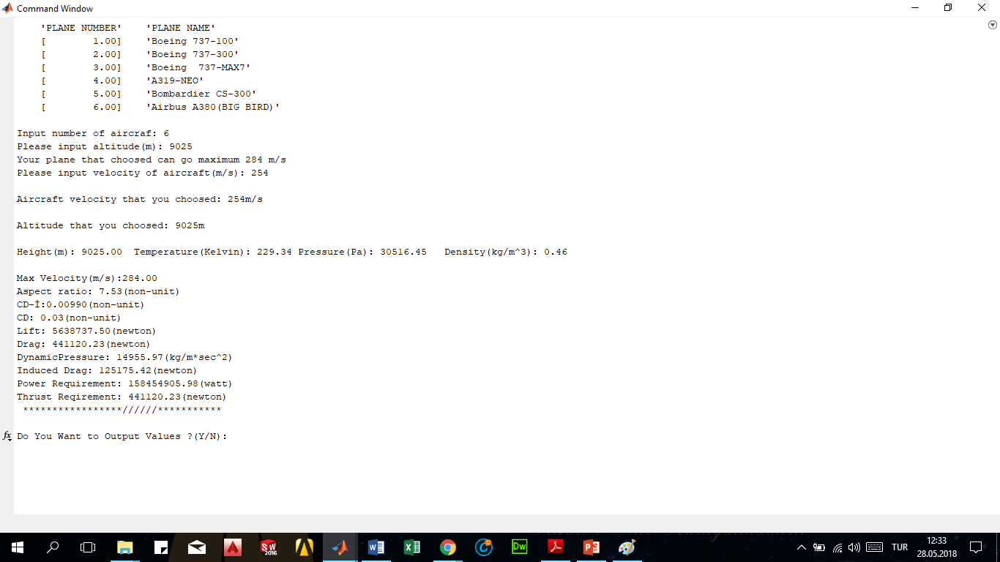 Command Window
'PLANE NUMBER' 'PLANE NAME'
[ 1.00] 'Boeing 737-100'
[ 2.00] 'Boeing 737-300'
[ 3.00] 'Boeing  737-MAX7'
[ 4.00] 'A319-NEO'
[ 5.00] 'Bombardier CS-300'
[ 6.00] 'Airbus A380(BIG BIRD)'
Input number of aircraf: 6
Please input altitude(m): 9025
Your plane that choosed can go maximum 284 m/s
Please input velocity of aircraft(m/s): 254
Aircraft velocity that you choosed: 254m/s
Altitude that you choosed: 9025m
Height(m): 9025.00 Temperature(Kelvin): 229.34 Pressure(Pa): 30516.45 Density(kg/m^3): 0.46
Max Velocity(m/s):284.00
Aspect ratio: 7.53(non-unit)
CD-İ:0.00990(non-unit)
CD: 0.03(non-unit)
Lift: 5638737.50(newton)
Drag: 441120.23(newton)
DynamicPressure: 14955.97(kg/m*sec^2)
Induced Drag: 125175.42(newton)
Power Requirement: 158454905.98(watt)
Thrust Reqirement: 441120.23(newton)
*****************//////***********
fx Do You Want to Output Values ?(Y/N):
SW 2016
Dw
TUR
12:33
28.05.2018